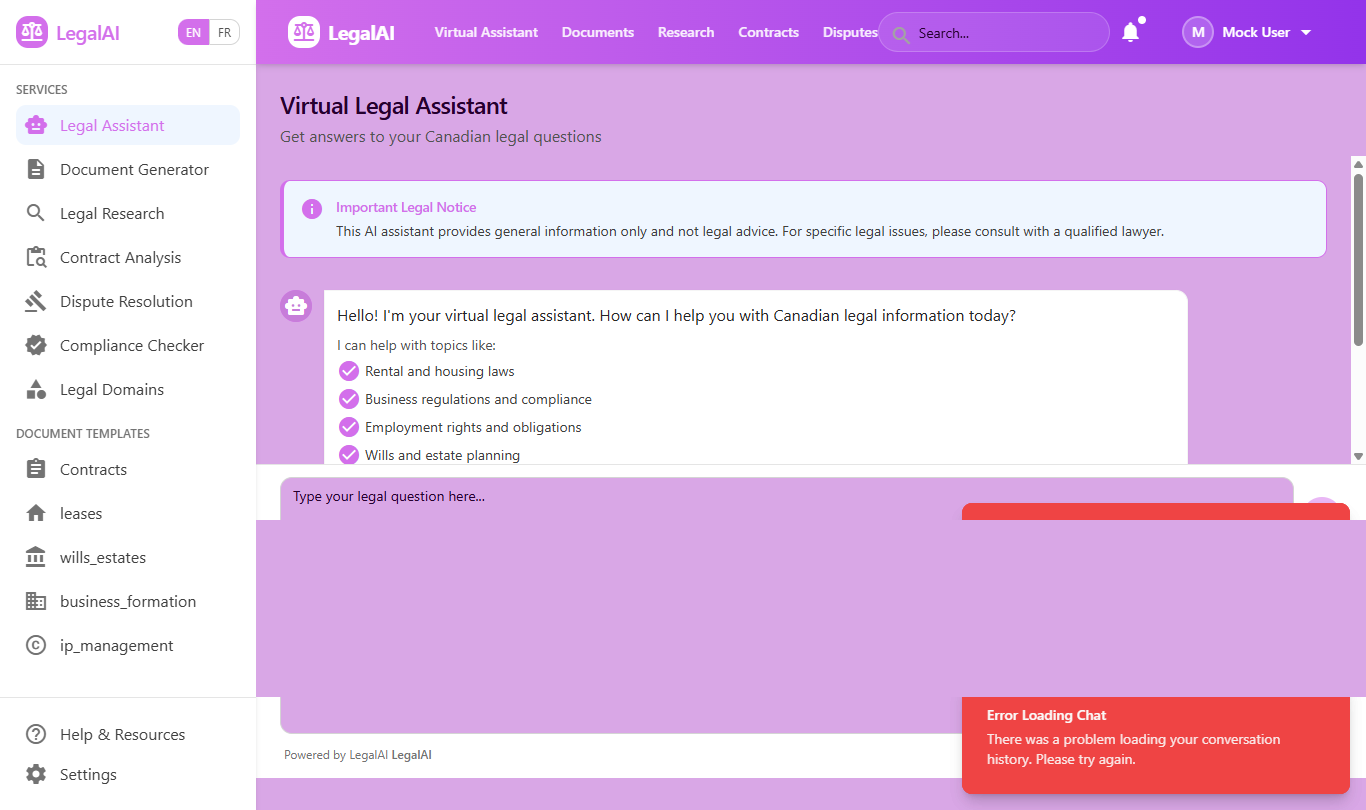 LegalAI
EN
FR
SERVICES
Legal Assistant
Document Generator
Legal Research
Contract Analysis
Dispute Resolution
Compliance Checker
Legal Domains
DOCUMENT TEMPLATES
Contracts
leases
wills_estates
business_formation
ip_management
Help & Resources
Settings
LegalAI
Virtual Assistant
Documents
Research
Contracts
Disputes
Search...
M
Mock User
Virtual Legal Assistant
Get answers to your Canadian legal questions
Important Legal Notice
This AI assistant provides general information only and not legal advice. For specific legal issues, please consult with a qualified lawyer.
Hello! I'm your virtual legal assistant. How can I help you with Canadian legal information today?
I can help with topics like:
Rental and housing laws
Business regulations and compliance
Employment rights and obligations
Wills and estate planning
Type your legal question here...
Error Loading Chat
There was a problem loading your conversation
history. Please try again.
Powered by LegalAI LegalAI